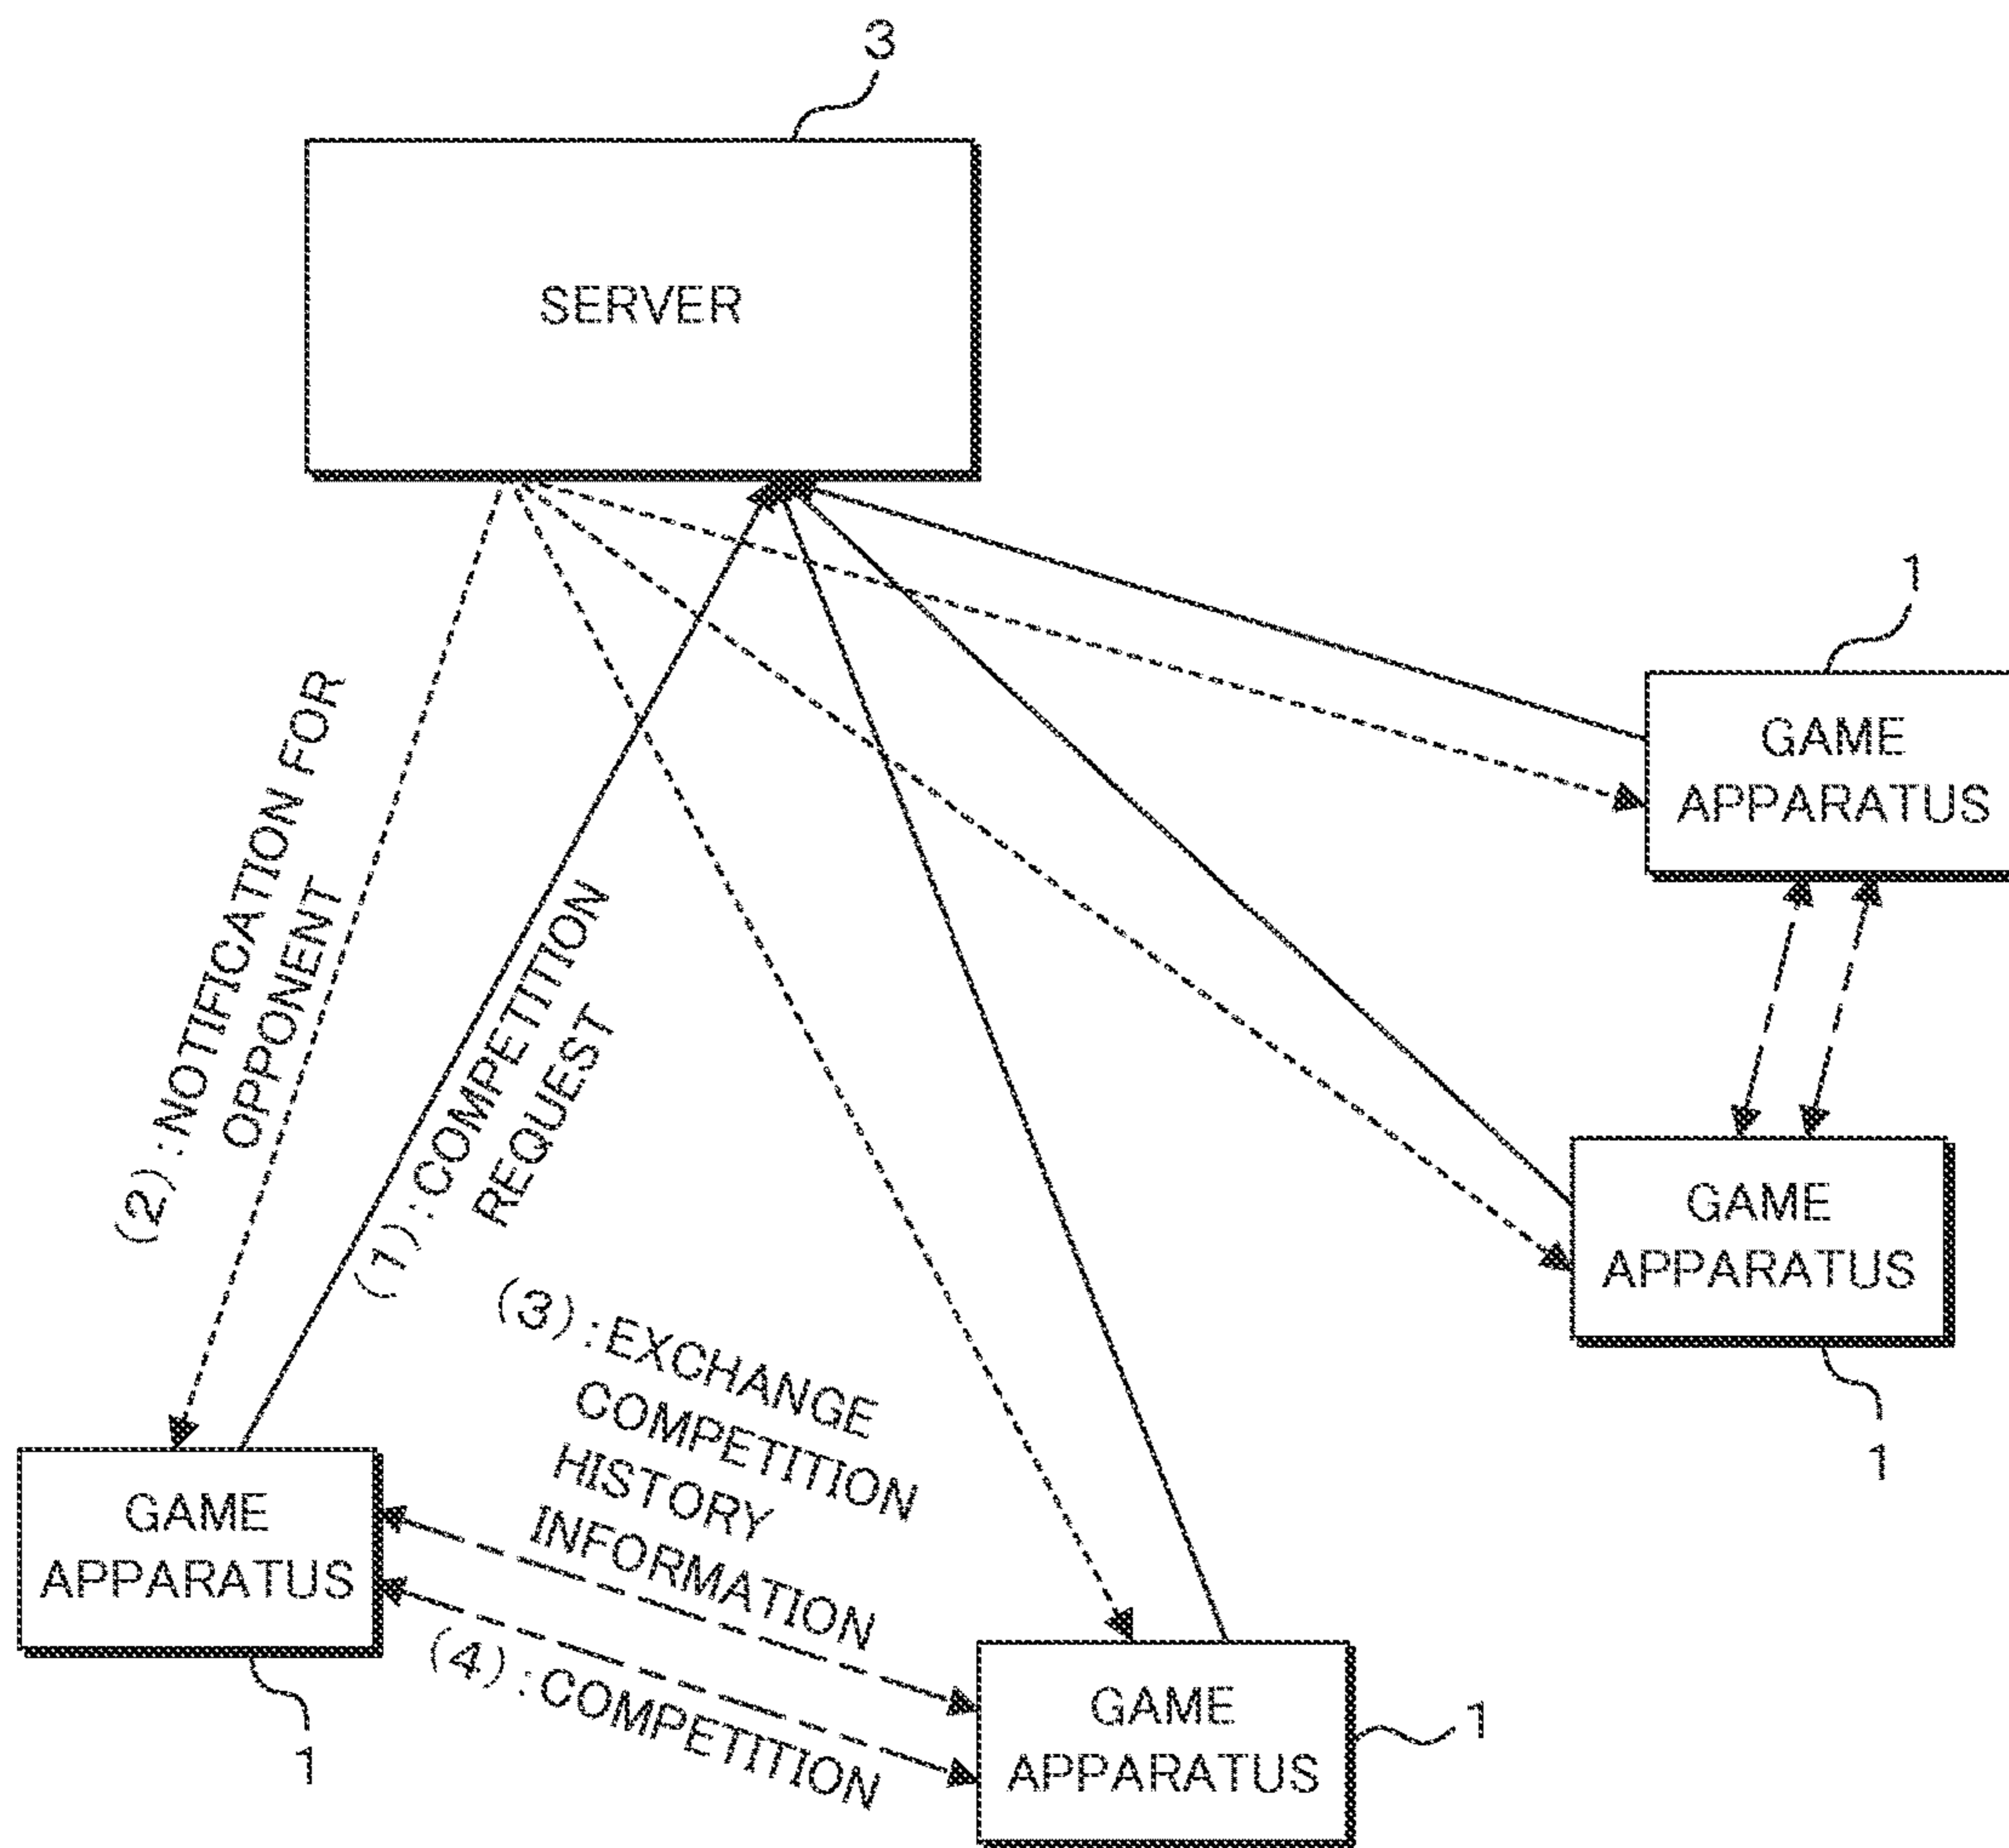 3
SERVER
1
GAME
APPARATUS
(2):NOTIFICATION FOR
OPPONENT
(1):COMPETITION
REQUEST
GAME
APPARATUS
1
(3):EXCHANGE
COMPETITION
HISTORY
INFORMATION
(4):COMPETITION
GAME
APPARATUS
1
GAME
APPARATUS
1